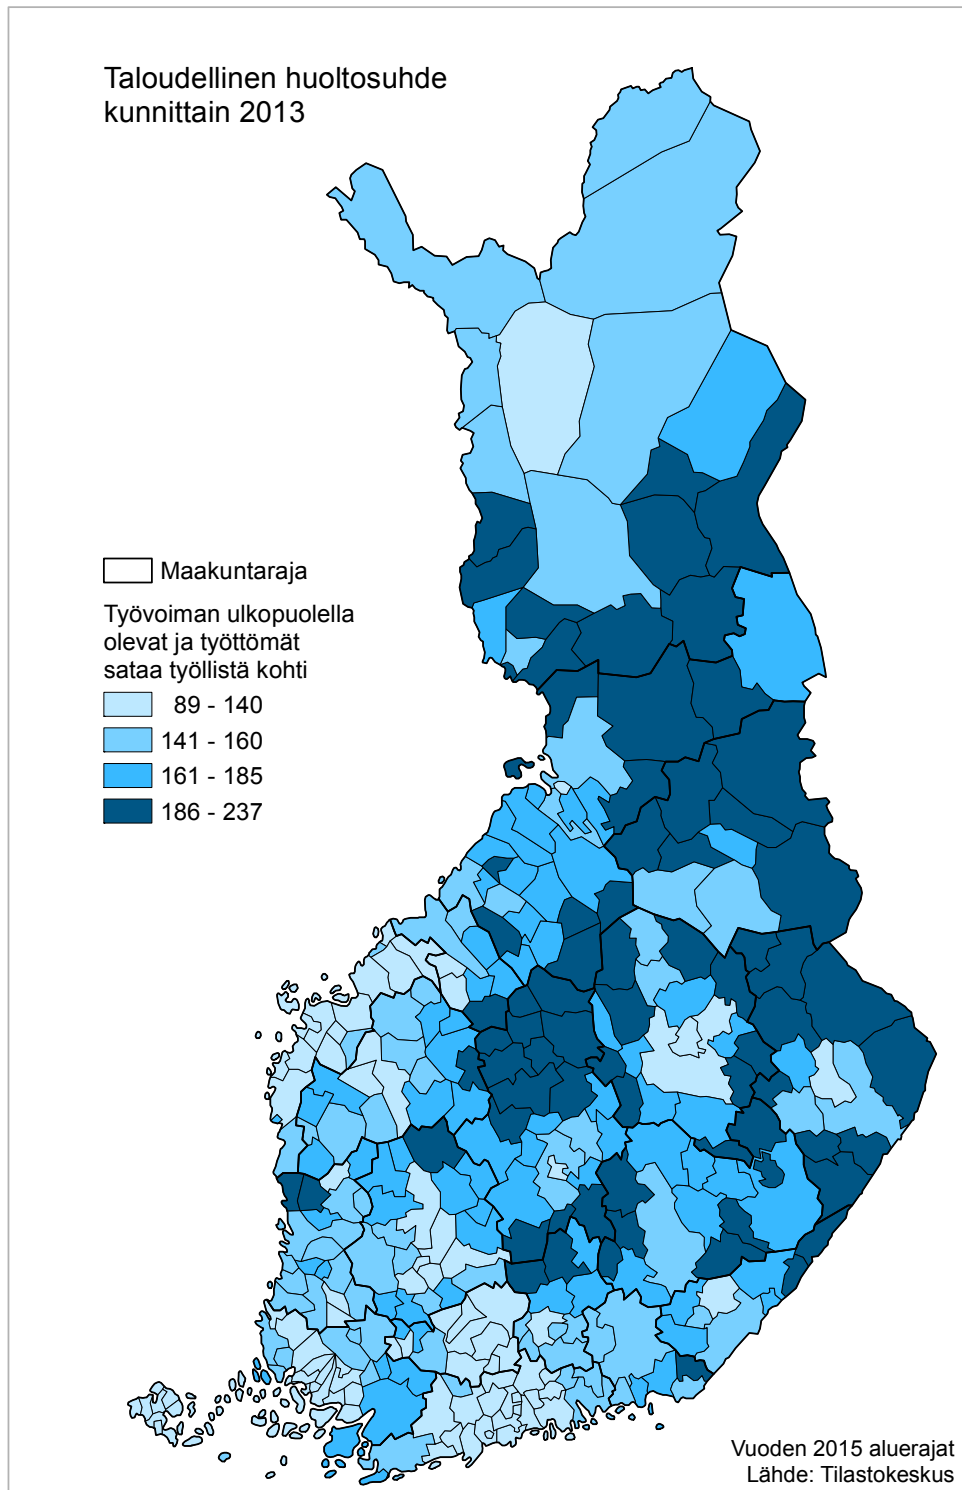 Taloudellinen huoltosuhde
kunnittain 2013
Maakuntaraja
Työvoiman ulkopuolella
olevat ja työttömät
sataa työllistä kohti
89 - 140
141 - 160
161 - 185
186 - 237
Vuoden 2015 aluerajat
Lähde: Tilastokeskus